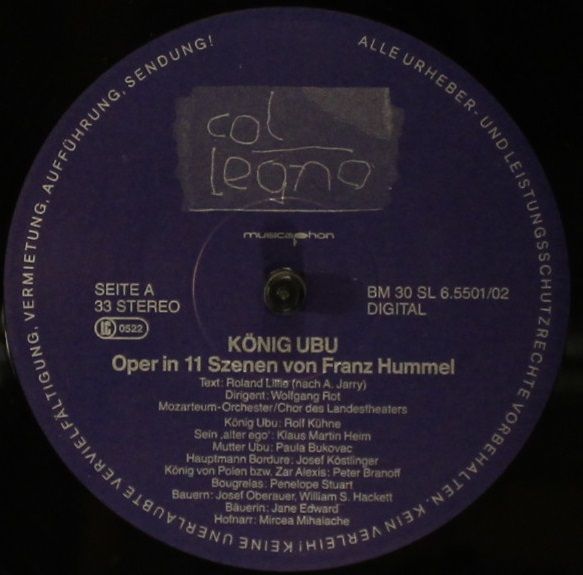 ALLE URHEBER- UND LEISTUNGSSCHUTZRECHTE VORBEHALTEN. KEIN VERLEIH! KEINE UNERLAUBTE VERVIELFÄLTIGUNG, VERMIETUNG, AUFFÜHRUNG, SENDUNG!
col
legno
musicaphon
SEITE A
33 STEREO
0522
BM 30 SL 6.5501/02
DIGITAL
KÖNIG UBU
Oper in 11 Szenen von Franz Hummel
Text: Roland Lillie (nach A. Jarry)
Dirigent: Wolfgang Rot
Mozarteum-Orchester/Chor des Landestheaters
König Ubu: Rolf Kühne
Sein ‚alter ego‘: Klaus Martin Heim
Mutter Ubu: Paula Bukovac
Hauptmann Bordure: Josef Köstlinger
König von Polen bzw. Zar Alexis: Peter Branoff
Bougrelas: Penelope Stuart
Bauern: Josef Oberauer, William S. Hackett
Bäuerin: Jane Edward
Hofnarr: Mircea Mihalache